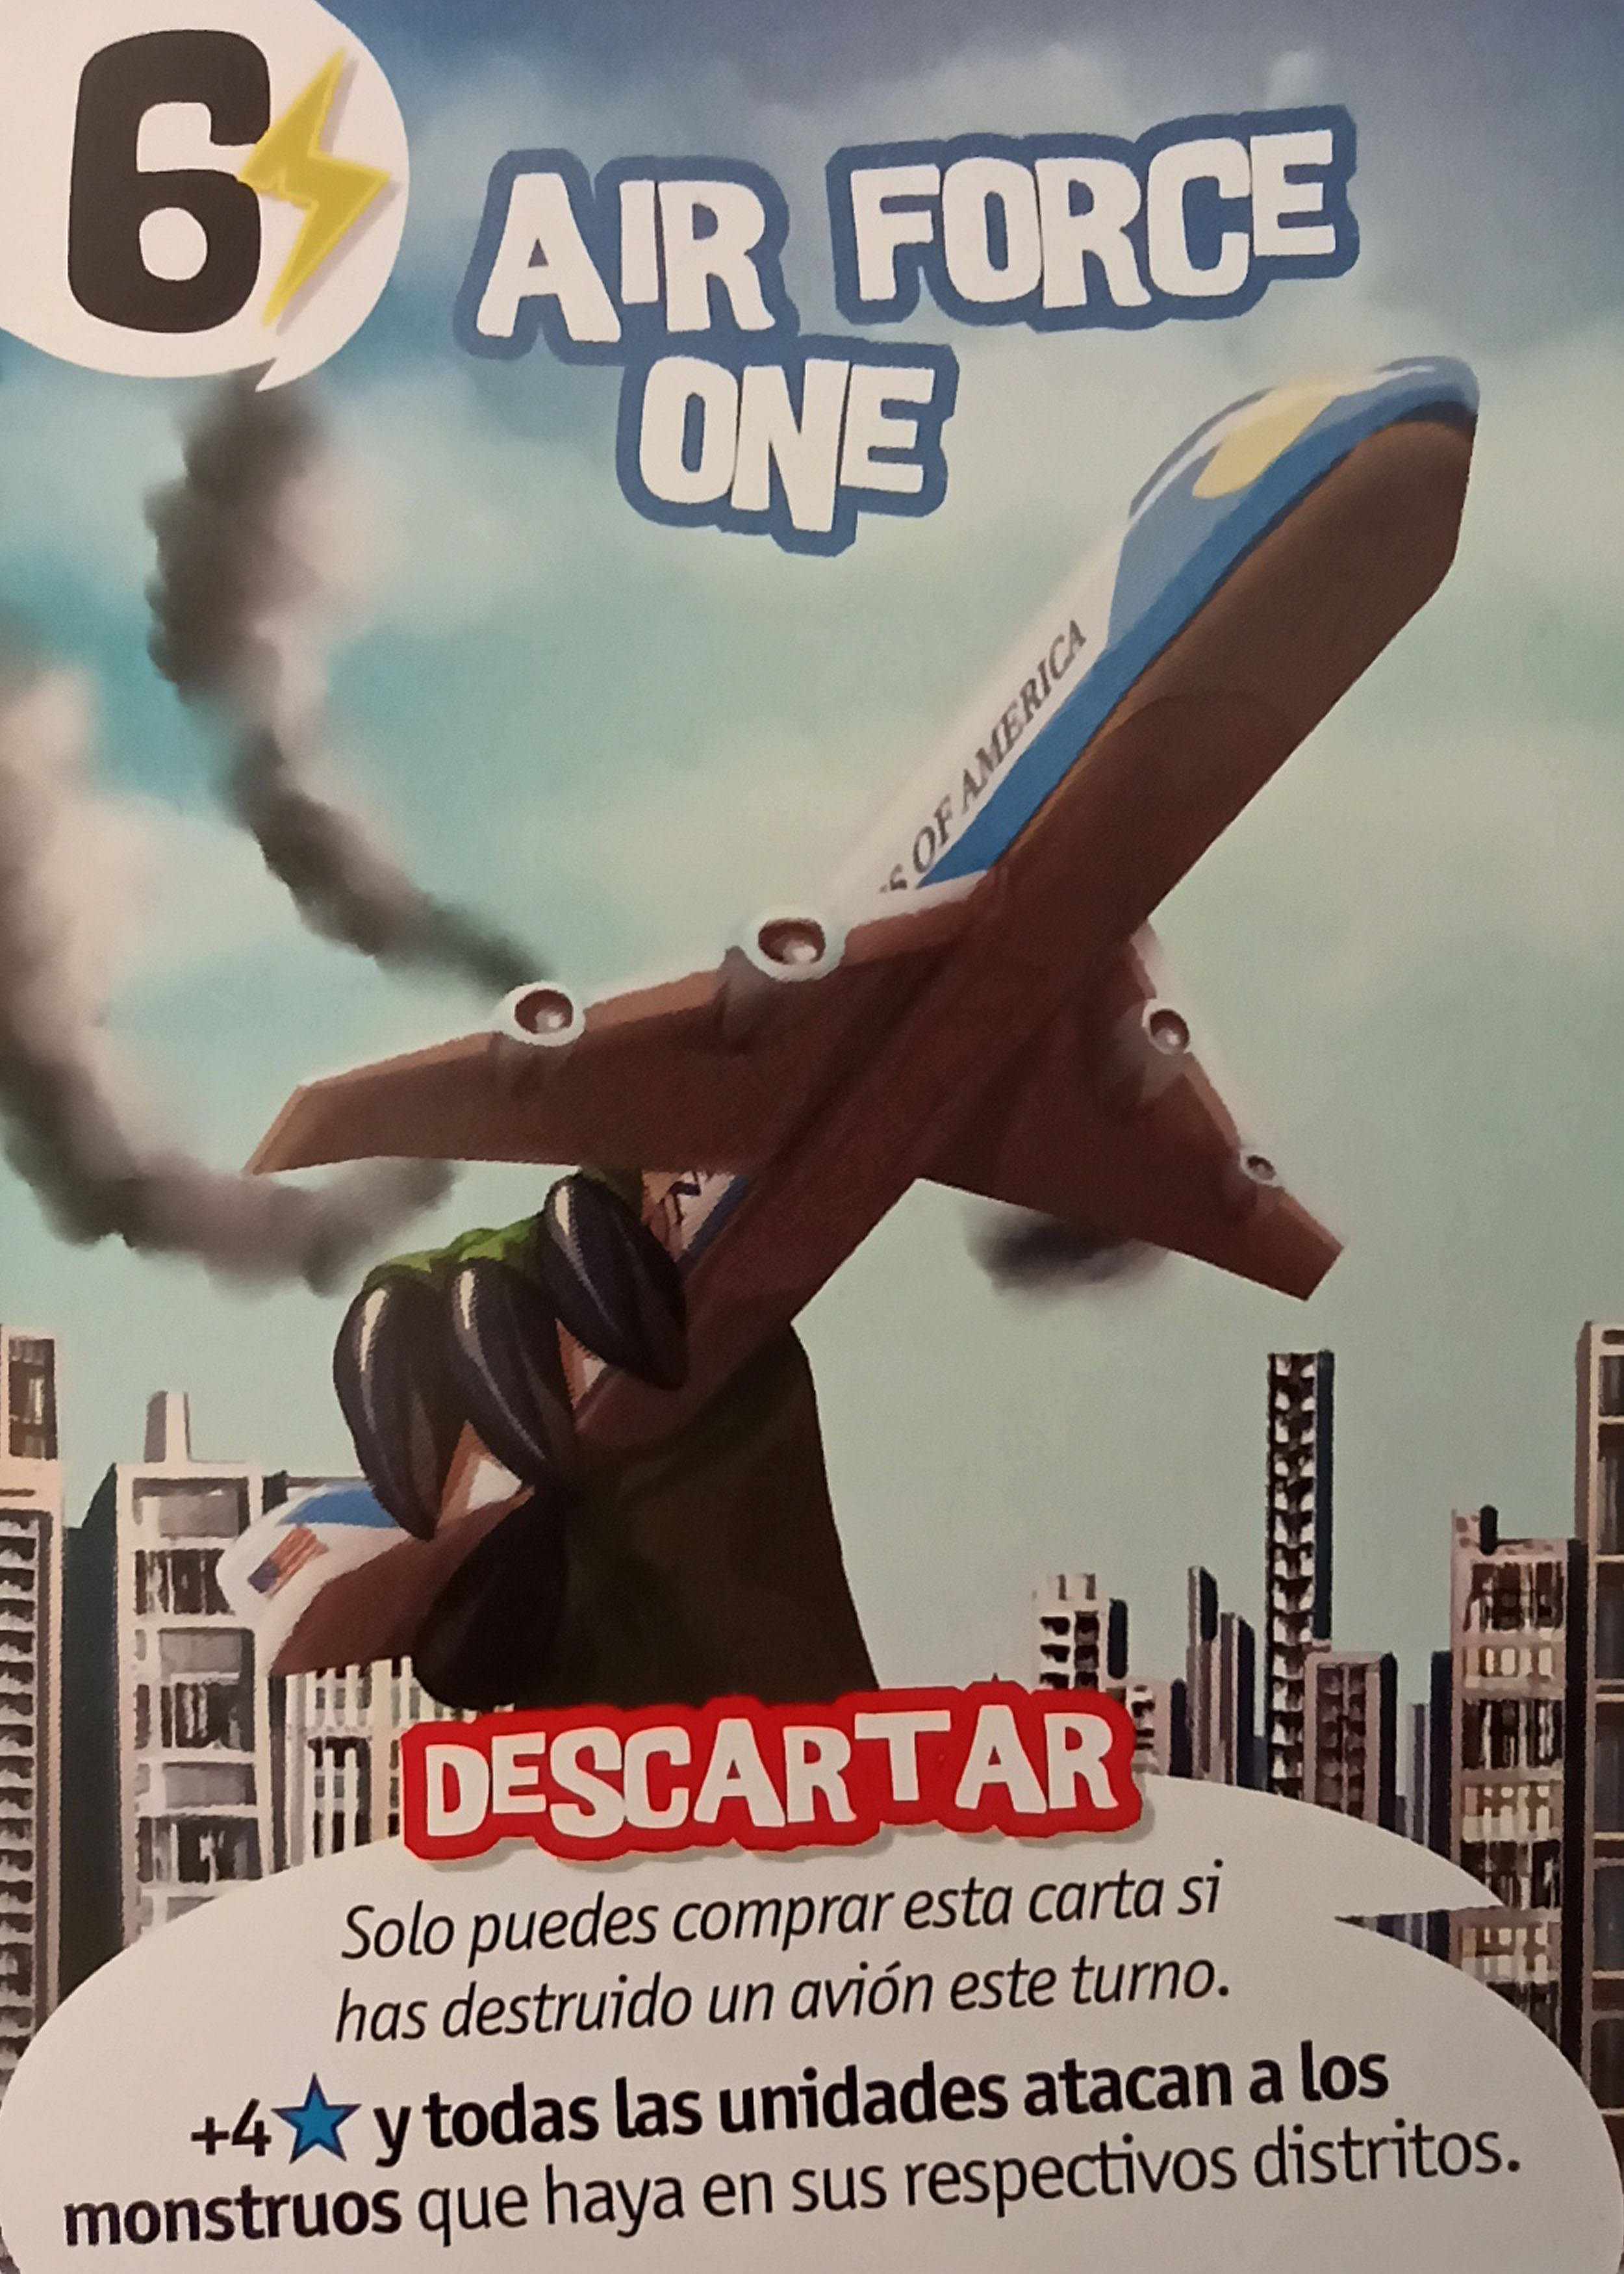 6
AIR FORCE
ONE
OF AMERICA
DESCARTAR
Solo puedes comprar esta carta si
has destruido un avión este turno.
+4 y todas las unidades atacan a los
monstruos que haya en sus respectivos distritos.